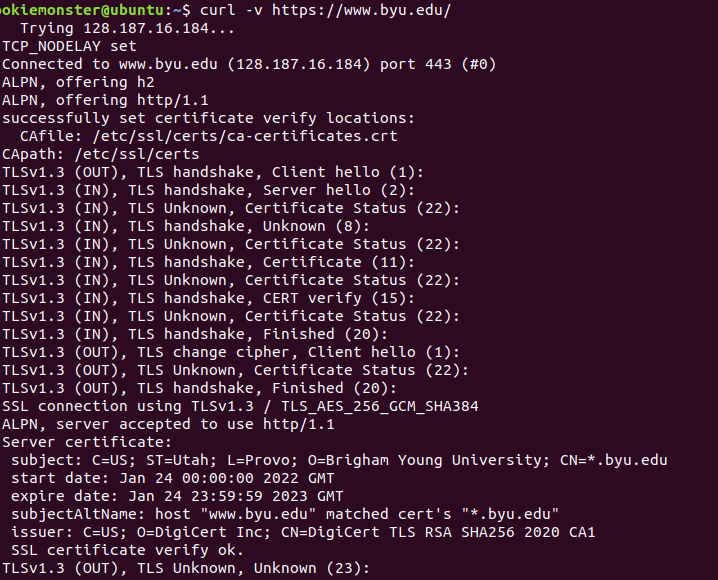 ookiemonster@ubuntu:~$ curl -v https://www.byu.edu/
Trying 128.187.16.184...
TCP_NODELAY set
Connected to www.byu.edu (128.187.16.184) port 443 (#0)
ALPN, offering h2
ALPN, offering http/1.1
successfully set certificate verify locations:
CAfile: /etc/ssl/certs/ca-certificates.crt
CApath: /etc/ssl/certs
TLSv1.3 (OUT), TLS handshake, Client hello (1):
TLSv1.3 (IN), TLS handshake, Server hello (2):
TLSv1.3 (IN), TLS Unknown, Certificate Status (22):
TLSv1.3 (IN), TLS handshake, Unknown (8):
TLSv1.3 (IN), TLS Unknown, Certificate Status (22):
TLSv1.3 (IN), TLS handshake, Certificate (11):
TLSv1.3 (IN), TLS Unknown, Certificate Status (22):
TLSv1.3 (IN), TLS handshake, CERT verify (15):
TLSv1.3 (IN), TLS Unknown, Certificate Status (22):
TLSv1.3 (IN), TLS handshake, Finished (20):
TLSv1.3 (OUT), TLS change cipher, Client hello (1):
TLSv1.3 (OUT), TLS Unknown, Certificate Status (22):
TLSv1.3 (OUT), TLS handshake, Finished (20):
SSL connection using TLSv1.3 / TLS_AES_256_GCM_SHA384
ALPN, server accepted to use http/1.1
Server certificate:
subject: C=US; ST=Utah; L=Provo; O=Brigham Young University; CN=*.byu.edu
start date: Jan 24 00:00:00 2022 GMT
expire date: Jan 24 23:59:59 2023 GMT
subjectAltName: host "www.byu.edu" matched cert's "*.byu.edu"
issuer: C=US; O=DigiCert Inc; CN=DigiCert TLS RSA SHA256 2020 CA1
SSL certificate verify ok.
TLSv1.3 (OUT), TLS Unknown, Unknown (23):